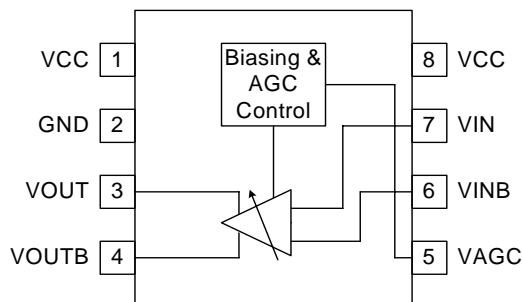 VCC 1
GND 2
VOUT 3
VOUTB 4
Biasing &
AGC
Control
8 VCC
7 VIN
6 VINB
5 VAGC